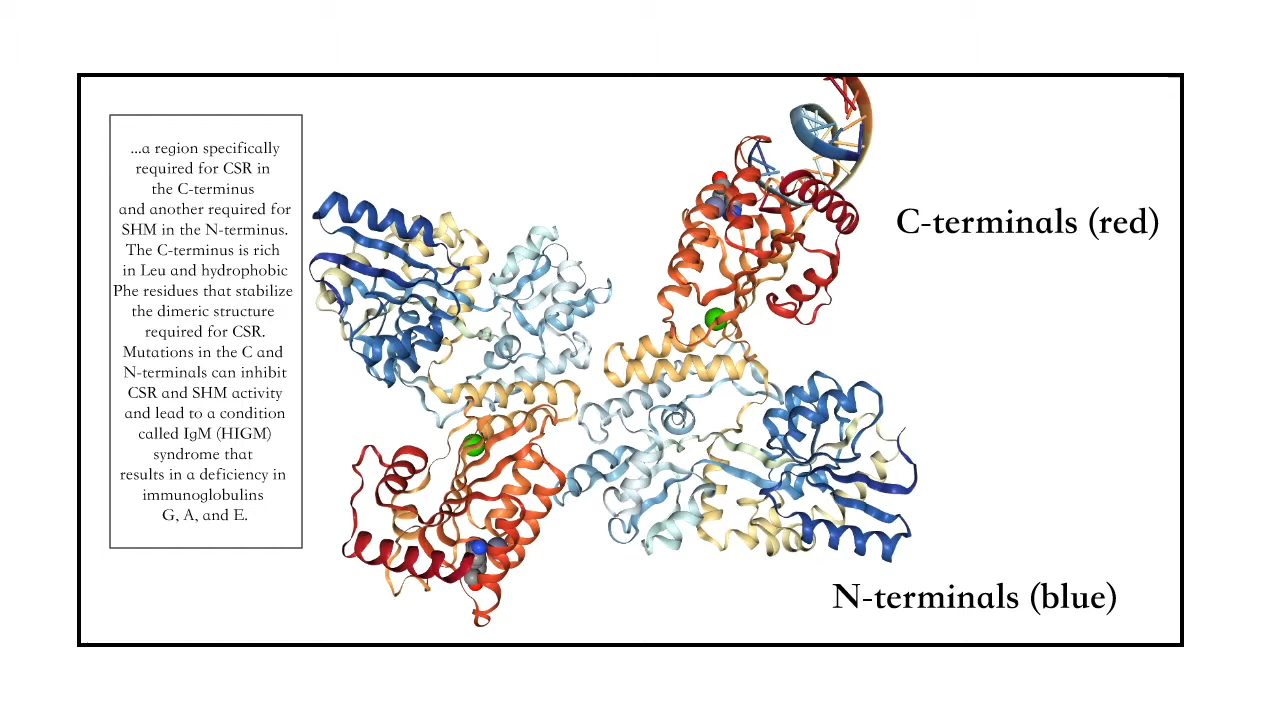 ...a region specifically
required for CSR in
the C-terminus
and another required for
SHM in the N-terminus.
The C-terminus is rich
in Leu and hydrophobic
Phe residues that stabilize
the dimeric structure
required for CSR.
Mutations in the C and
N-terminals can inhibit
CSR and SHM activity
and lead to a condition
called IgM (HIGM)
syndrome that
results in a deficiency in
immunoglobulins
G, A, and E.
C-terminals (red)
N-terminals (blue)